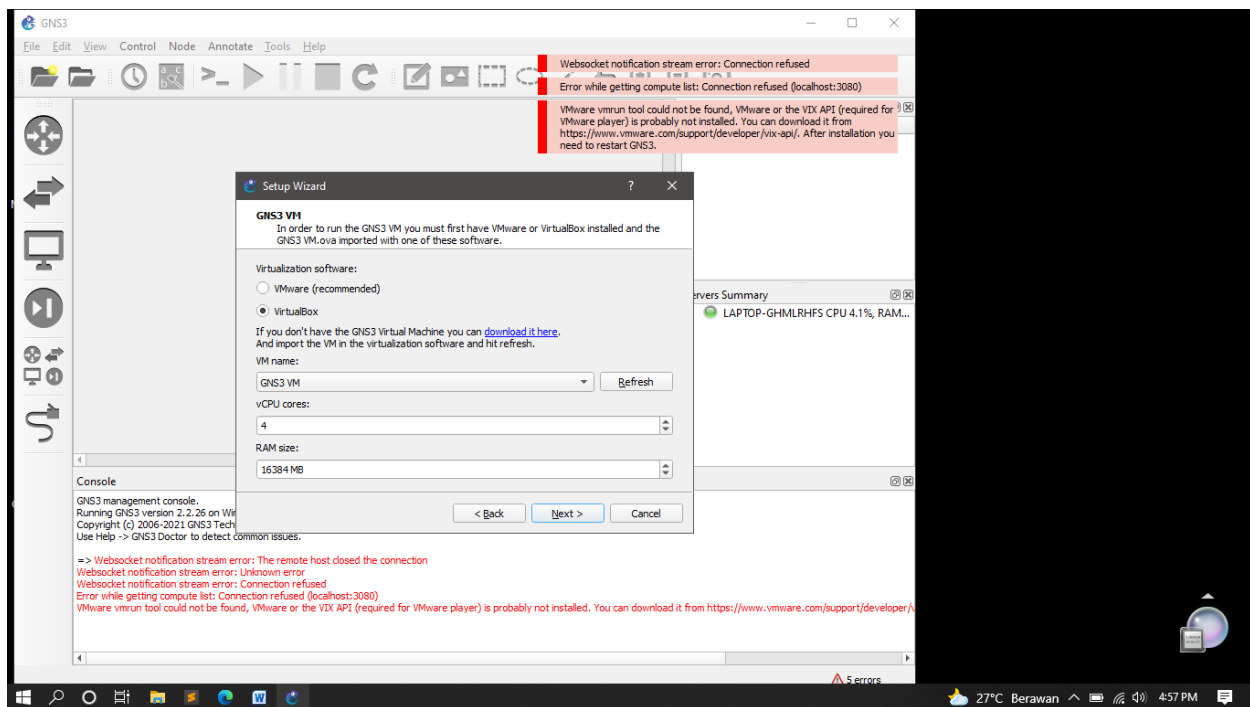 GNS3
File Edit View Control Node Annotate Tools Help
Websocket notification stream error: Connection refused
Error while getting compute list: Connection refused (localhost:3080)
VMware vmrun tool could not be found, VMware or the VIX API (required for
VMware player) is probably not installed. You can download it from
https://www.vmware.com/support/developer/vix-api/. After installation you
need to restart GNS3.
Setup Wizard
GNS3 VM
In order to run the GNS3 VM you must first have VMware or VirtualBox installed and the
GNS3 VM.ova imported with one of these software.
Virtualization software:
VMware (recommended)
VirtualBox
If you don't have the GNS3 Virtual Machine you can download it here.
And import the VM in the virtualization software and hit refresh.
VM name:
GNS3 VM
Refresh
vCPU cores:
4
RAM size:
16384 MB
< Back
Next >
Cancel
ervers Summary
LAPTOP-GHMLRHFS CPU 4.1%, RAM...
Console
GNS3 management console.
Running GNS3 version 2.2.26 on Wi
Copyright (c) 2006-2021 GNS3 Tech
Use Help -> GNS3 Doctor to detect common issues.
=> Websocket notification stream error: The remote host closed the connection
Websocket notification stream error: Unknown error
Websocket notification stream error: Connection refused
Error while getting compute list: Connection refused (localhost:3080)
VMware vmrun tool could not be found, VMware or the VIX API (required for VMware player) is probably not installed. You can download it from https://www.vmware.com/support/developer/
5 errors
27°C Berawan
4:57 PM